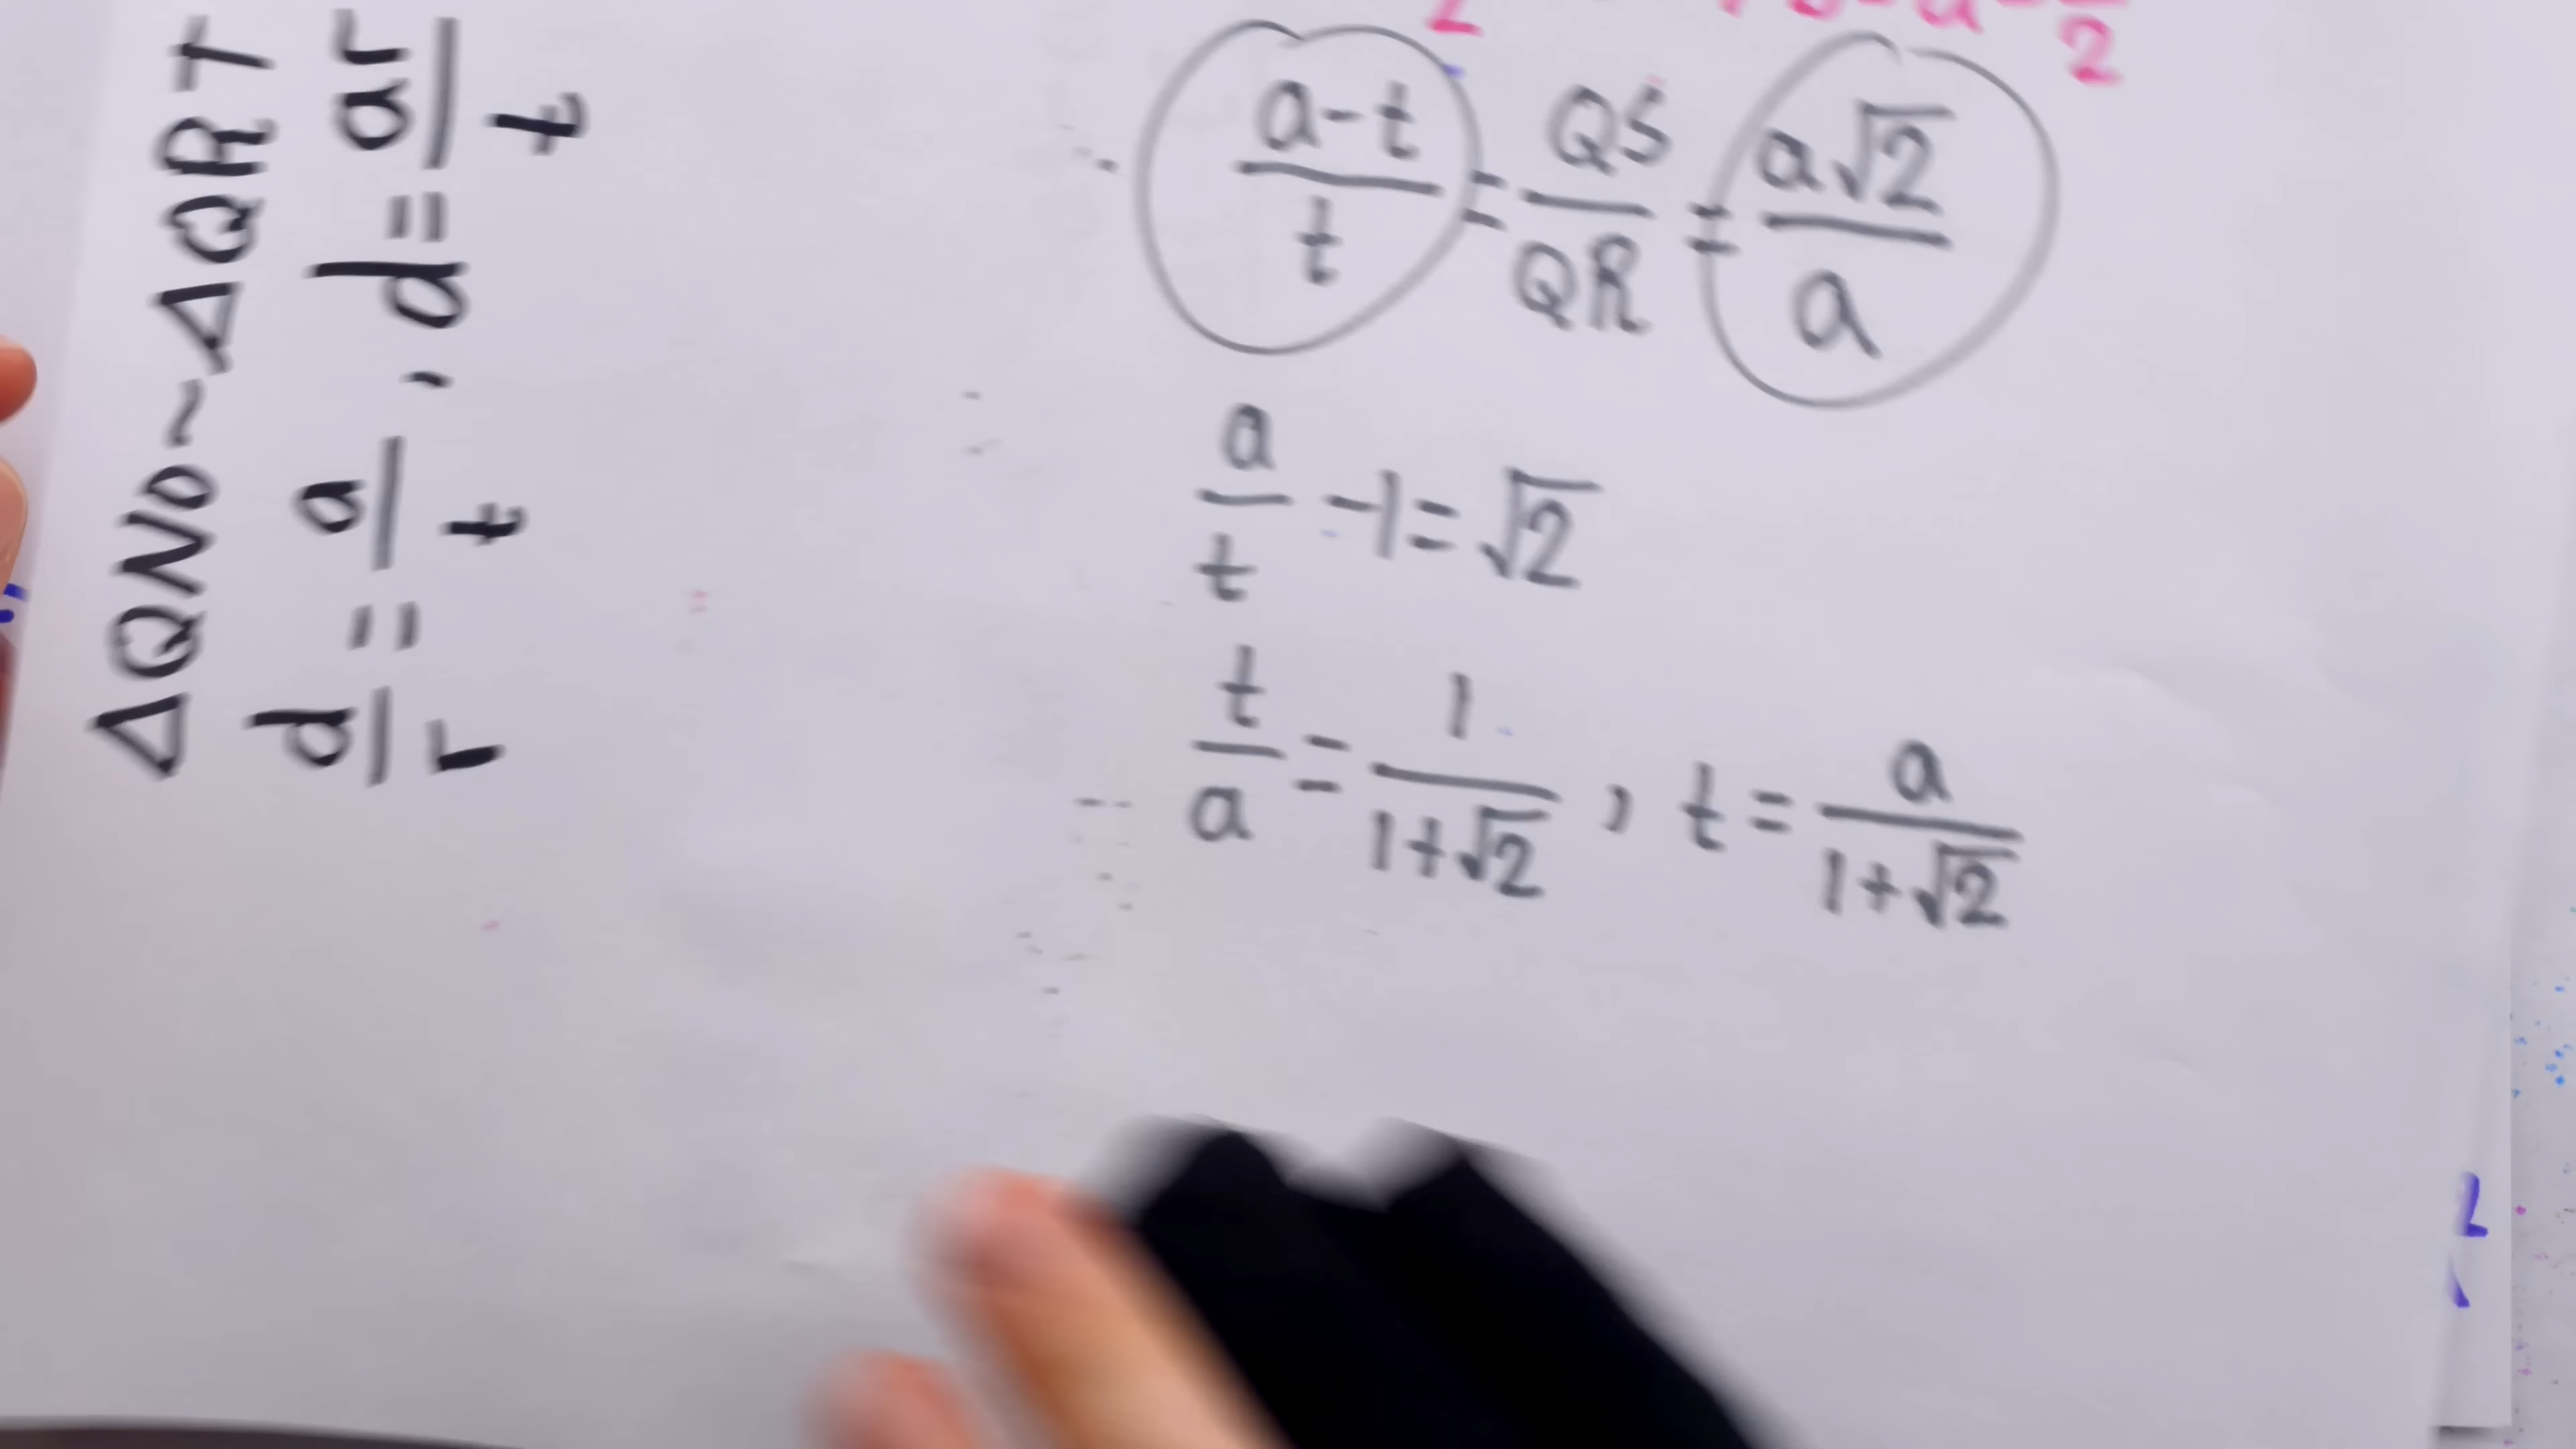 ΔQNO ~ ΔQRT
d/r = a/t , d = ar/t
(a-t)/t = QS/QR = a√2/a
a/t - 1 = √2
t/a = 1/(1+√2) , t = a/(1+√2)